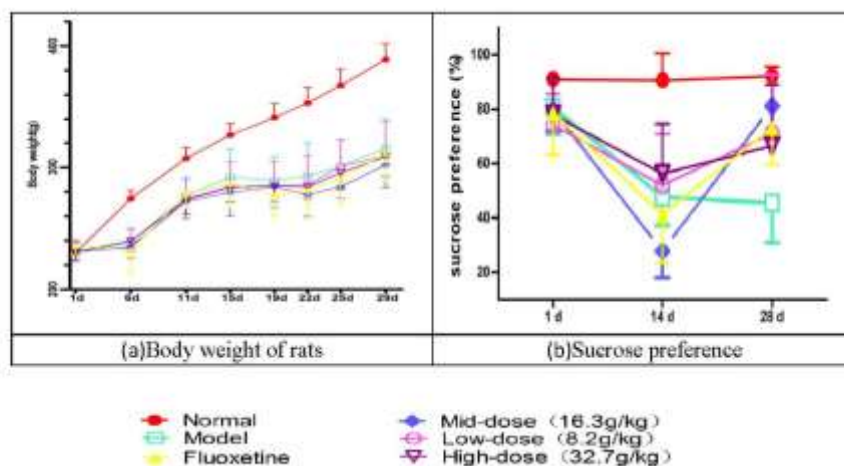 400
300
200
Body weight(g)
1d 6d 11d 15d 19d 22d 25d 29d
100
80
60
40
20
sucrose preference (%)
1 d 14 d 28 d
(a)Body weight of rats
(b)Sucrose preference
Normal
Model
Fluoxetine
Mid-dose（16.3g/kg）
Low-dose（8.2g/kg）
High-dose（32.7g/kg）